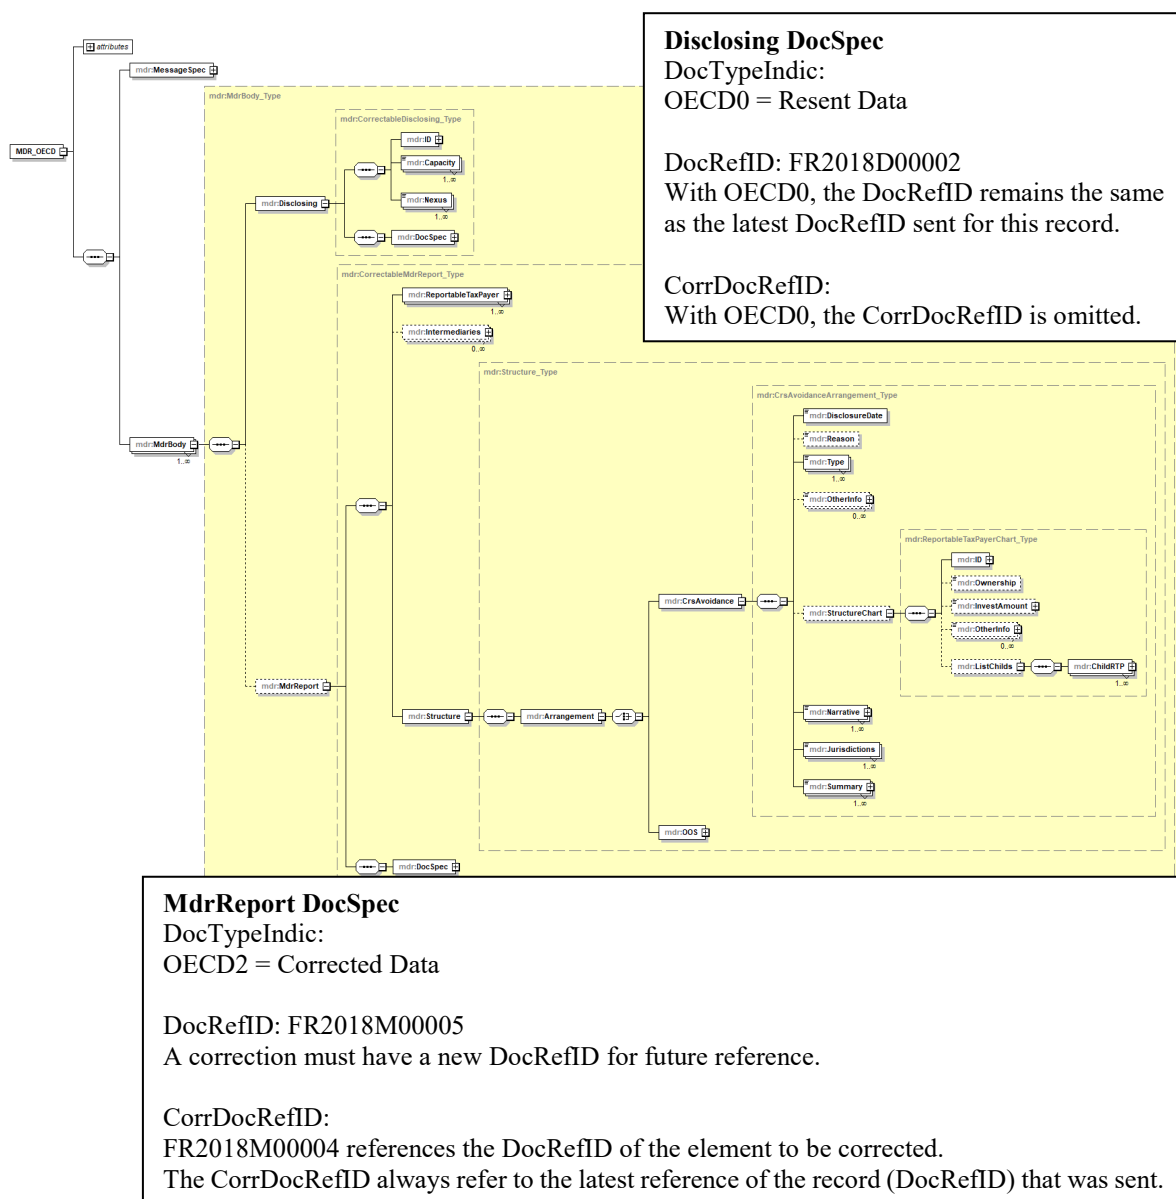 Disclosing DocSpec
DocTypeIndic:
OECD0 = Resent Data
DocRefID: FR2018D00002
With OECD0, the DocRefID remains the same
as the latest DocRefID sent for this record.
CorrDocRefID:
With OECD0, the CorrDocRefID is omitted.
attributes
mdr:MessageSpec
mdr:MdrBody_Type
mdr:CorrectableDisclosing_Type
mdr:ID
MDR_OECD
mdr:Capacity
1..∞
mdr:Disclosing
mdr:Nexus
1..∞
mdr:DocSpec
mdr:CorrectableMdrReport_Type
mdr:ReportableTaxPayer
1..∞
mdr:Intermediaries
0..∞
mdr:Structure_Type
mdr:CrsAvoidanceArrangement_Type
mdr:DisclosureDate
mdr:Reason
mdr:MdrBody
1..∞
mdr:Type
1..∞
mdr:OtherInfo
0..∞
mdr:ReportableTaxPayerChart_Type
mdr:ID
mdr:Ownership
mdr:CrsAvoidance
mdr:StructureChart
mdr:InvestAmount
mdr:OtherInfo
0..∞
mdr:ListChilds
mdr:ChildRTP
1..∞
mdr:MdrReport
mdr:Structure
mdr:Arrangement
mdr:Narrative
1..∞
mdr:Jurisdictions
1..∞
mdr:Summary
1..∞
mdr:OOS
mdr:DocSpec
MdrReport DocSpec
DocTypeIndic:
OECD2 = Corrected Data
DocRefID: FR2018M00005
A correction must have a new DocRefID for future reference.
CorrDocRefID:
FR2018M00004 references the DocRefID of the element to be corrected.
The CorrDocRefID always refer to the latest reference of the record (DocRefID) that was sent.